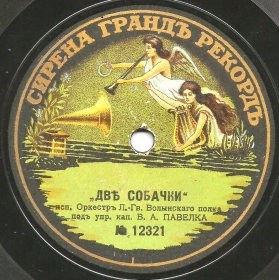 СИРЕНА ГРАНДЪ РЕКОРДЪ
„ДВѢ СОБАЧКИ“
исп. Оркестръ Л.-Гв. Волынскаго полка
подъ упр. кап. В. А. ПАВЕЛКА
№ 12321